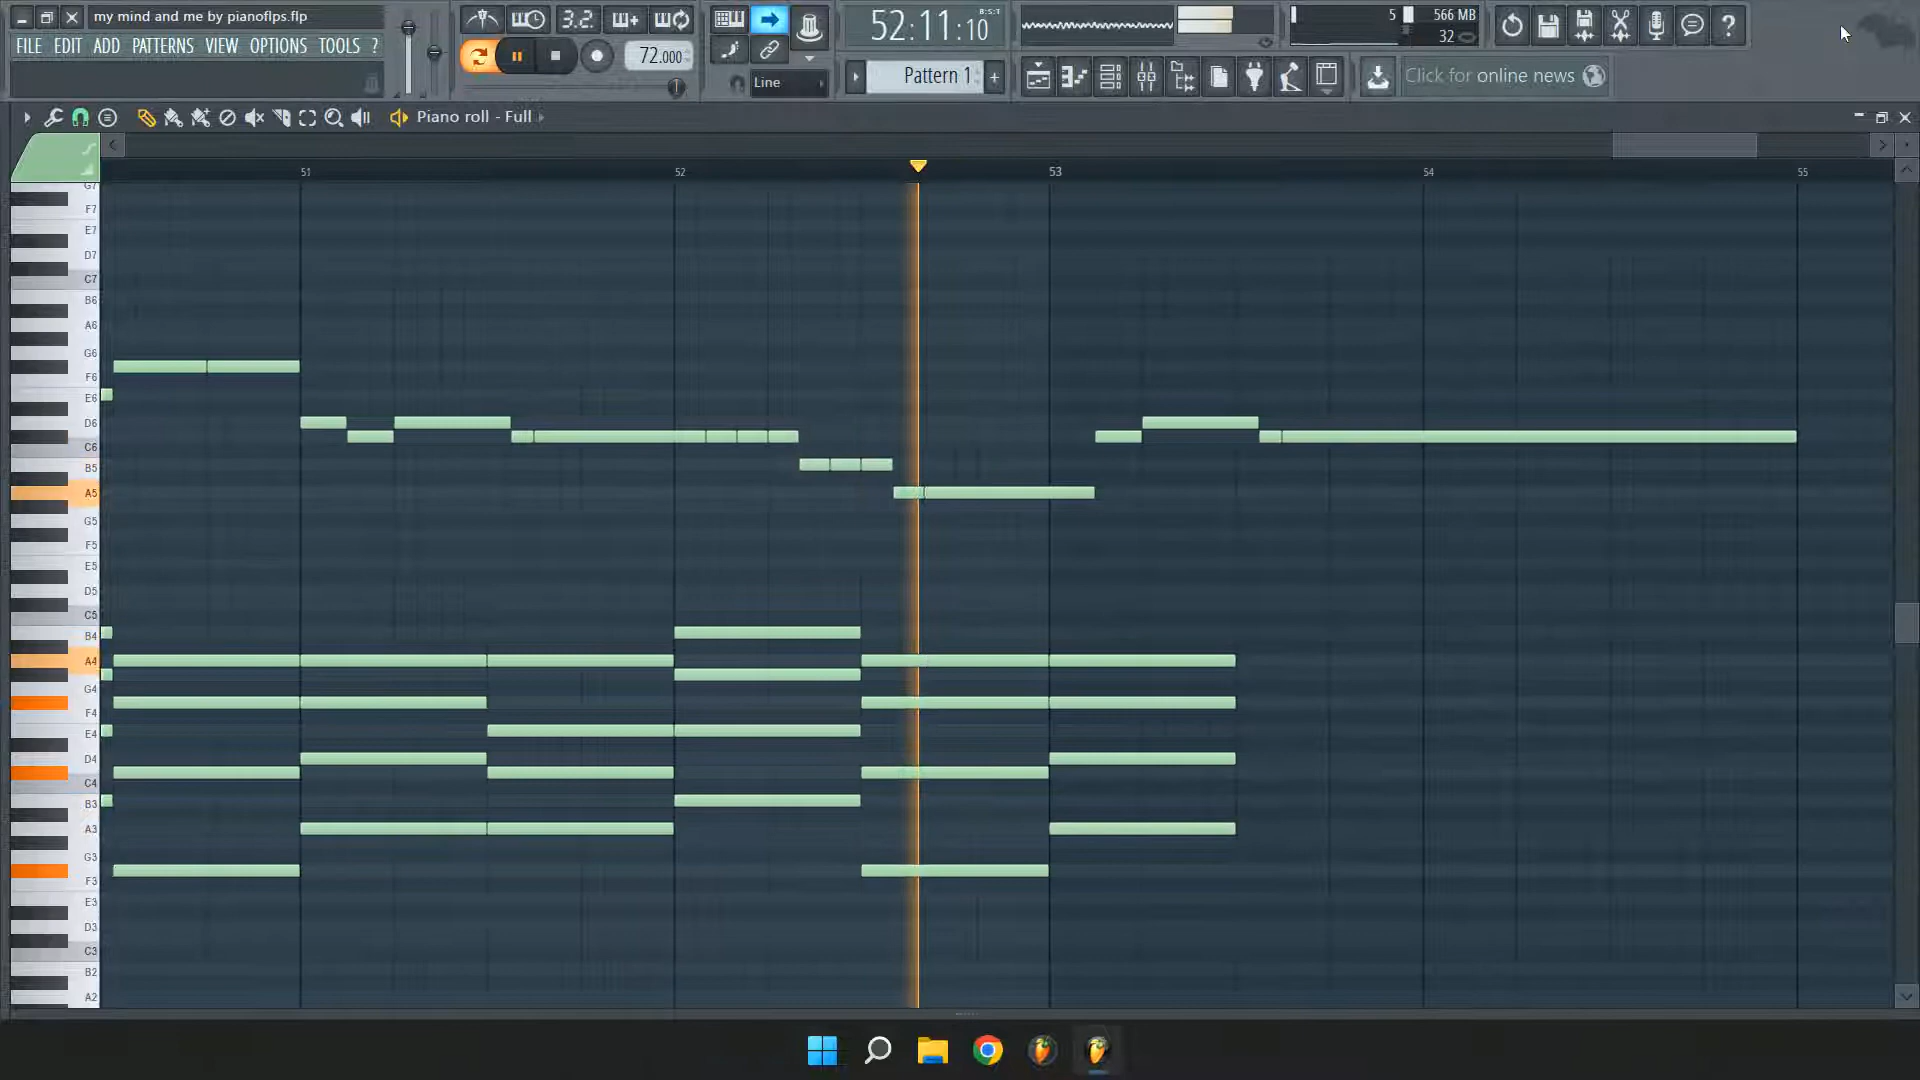 my mind and me by pianoflps.flp
FILE EDIT ADD PATTERNS VIEW OPTIONS TOOLS ?
3.2
72.000
Line
52:11:10
B:S:T
Pattern 1
5
566 MB
32
Click for online news
Piano roll - Full
51 52 53 54 55
G7
F7
E7
D7
C7
B6
A6
G6
F6
E6
D6
C6
B5
A5
G5
F5
E5
D5
C5
B4
A4
G4
F4
E4
D4
C4
B3
A3
G3
F3
E3
D3
C3
B2
A2